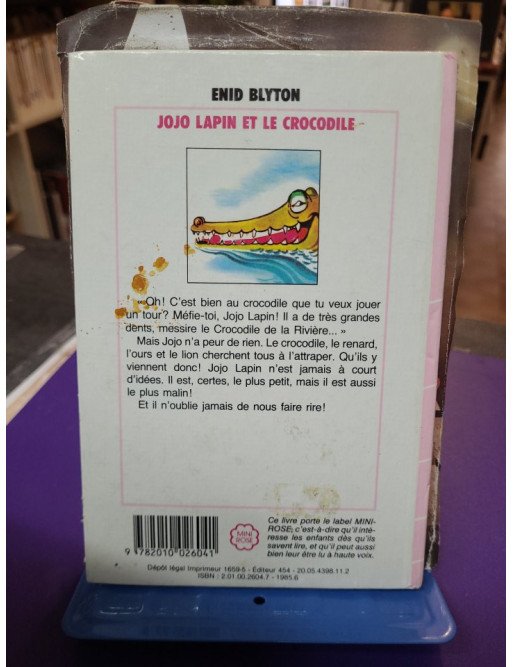 ENID BLYTON
JOJO LAPIN ET LE CROCODILE
«Oh! C'est bien au crocodile que tu veux jouer
un tour? Méfie-toi, Jojo Lapin! Il a de très grandes
dents, messire le Crocodile de la Rivière... »
Mais Jojo n'a peur de rien. Le crocodile, le renard,
l'ours et le lion cherchent tous à l'attraper. Qu'ils y
viennent donc! Jojo Lapin n'est jamais à court
d'idées. Il est, certes, le plus petit, mais il est aussi
le plus malin!
Et il n'oublie jamais de nous faire rire!
MINI
ROSE
Ce livre porte le label MINI-
ROSE; c'est-à-dire qu'il inté-
resse les enfants dès qu'ils
savent lire, et qu'il peut aussi
bien leur être lu à haute voix.
9 782010 026041
Dépôt légal Imprimeur 1659-5 - Éditeur 454 - 20.05.4398.11.2
ISBN : 2.01.00.2604.7 - 1985.6